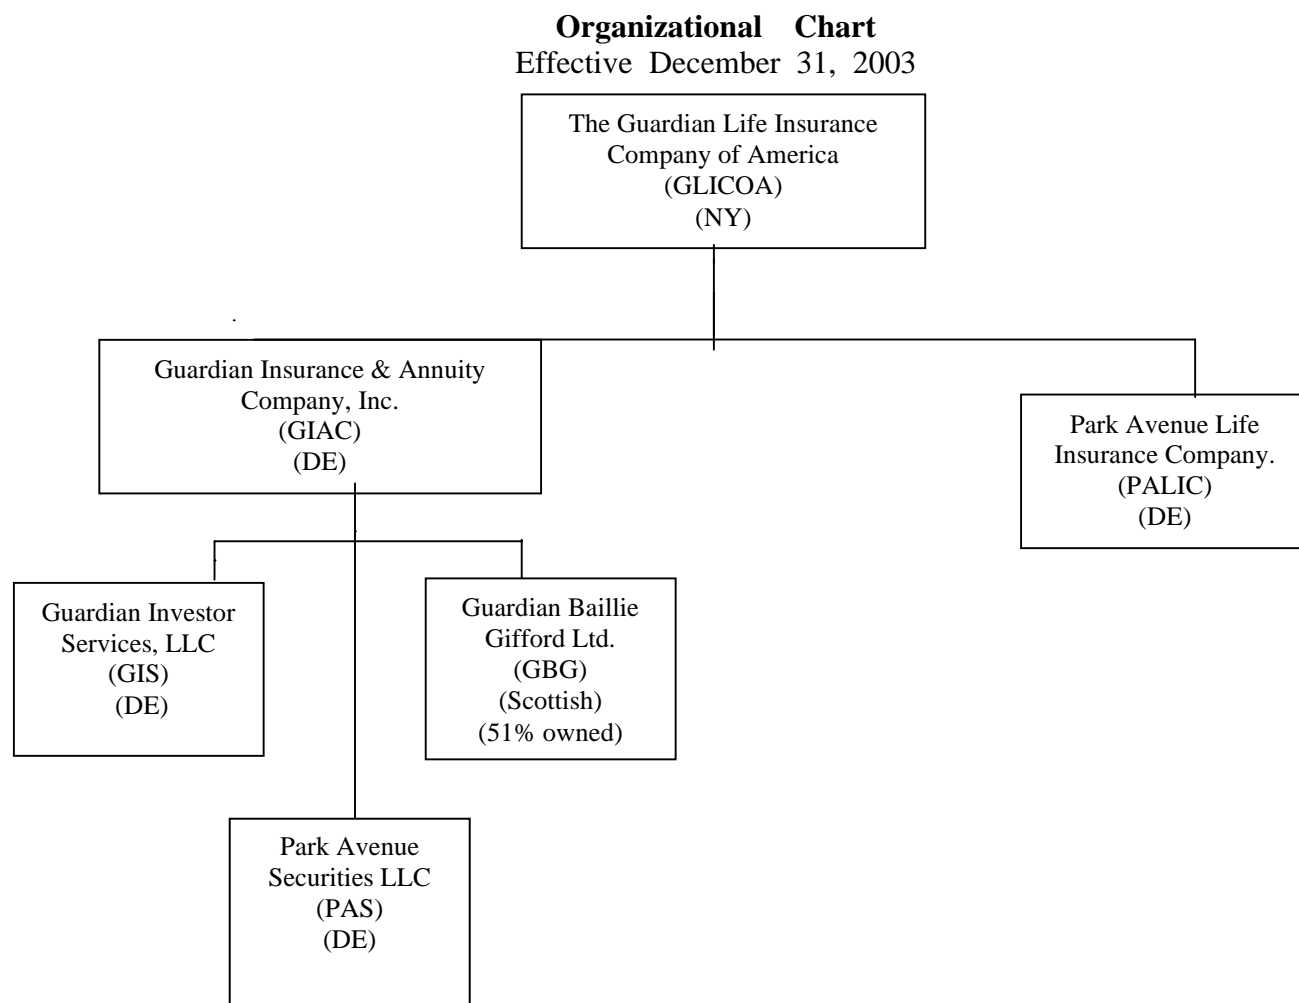 Organizational Chart
Effective December 31, 2003
The Guardian Life Insurance
Company of America
(GLICOA)
(NY)
Guardian Insurance & Annuity
Company, Inc.
(GIAC)
(DE)
Park Avenue Life
Insurance Company.
(PALIC)
(DE)
Guardian Investor
Services, LLC
(GIS)
(DE)
Guardian Baillie
Gifford Ltd.
(GBG)
(Scottish)
(51% owned)
Park Avenue
Securities LLC
(PAS)
(DE)